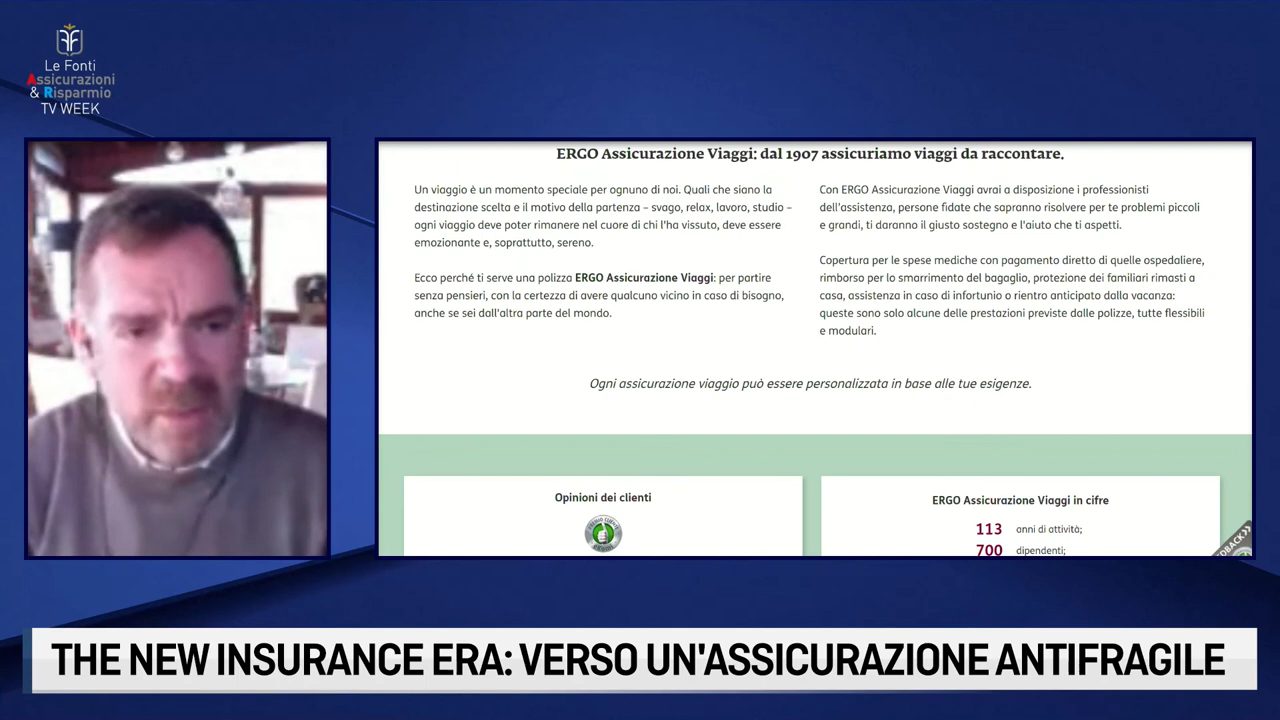 Le Fonti
Assicurazioni
& Risparmio
TV WEEK
ERGO Assicurazione Viaggi: dal 1907 assicuriamo viaggi da raccontare.
Un viaggio è un momento speciale per ognuno di noi. Quali che siano la
destinazione scelta e il motivo della partenza – svago, relax, lavoro, studio –
ogni viaggio deve poter rimanere nel cuore di chi l'ha vissuto, deve essere
emozionante e, soprattutto, sereno.
Ecco perché ti serve una polizza ERGO Assicurazione Viaggi: per partire
senza pensieri, con la certezza di avere qualcuno vicino in caso di bisogno,
anche se sei dall'altra parte del mondo.
Con ERGO Assicurazione Viaggi avrai a disposizione i professionisti
dell'assistenza, persone fidate che sapranno risolvere per te problemi piccoli
e grandi, ti daranno il giusto sostegno e l'aiuto che ti aspetti.
Copertura per le spese mediche con pagamento diretto di quelle ospedaliere,
rimborso per lo smarrimento del bagaglio, protezione dei familiari rimasti a
casa, assistenza in caso di infortunio o rientro anticipato dalla vacanza:
queste sono solo alcune delle prestazioni previste dalle polizze, tutte flessibili
e modulari.
Ogni assicurazione viaggio può essere personalizzata in base alle tue esigenze.
Opinioni dei clienti
ERGO Assicurazione Viaggi in cifre
113 anni di attività;
700 dipendenti;
THE NEW INSURANCE ERA: VERSO UN'ASSICURAZIONE ANTIFRAGILE